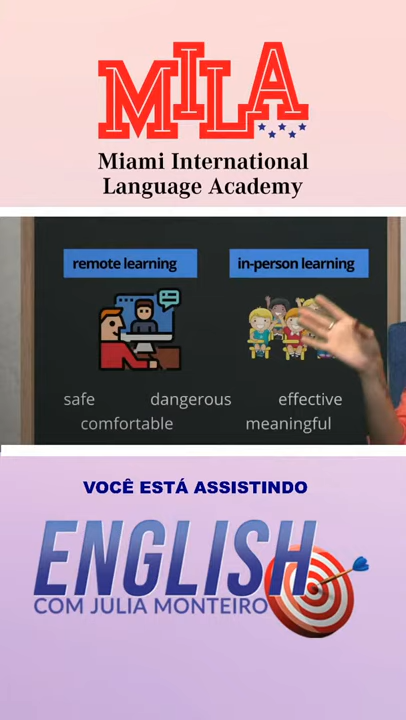 MILA
Miami International
Language Academy
remote learning
in-person learning
safe dangerous effective
comfortable meaningful
VOCÊ ESTÁ ASSISTINDO
ENGLISH
COM JULIA MONTEIRO